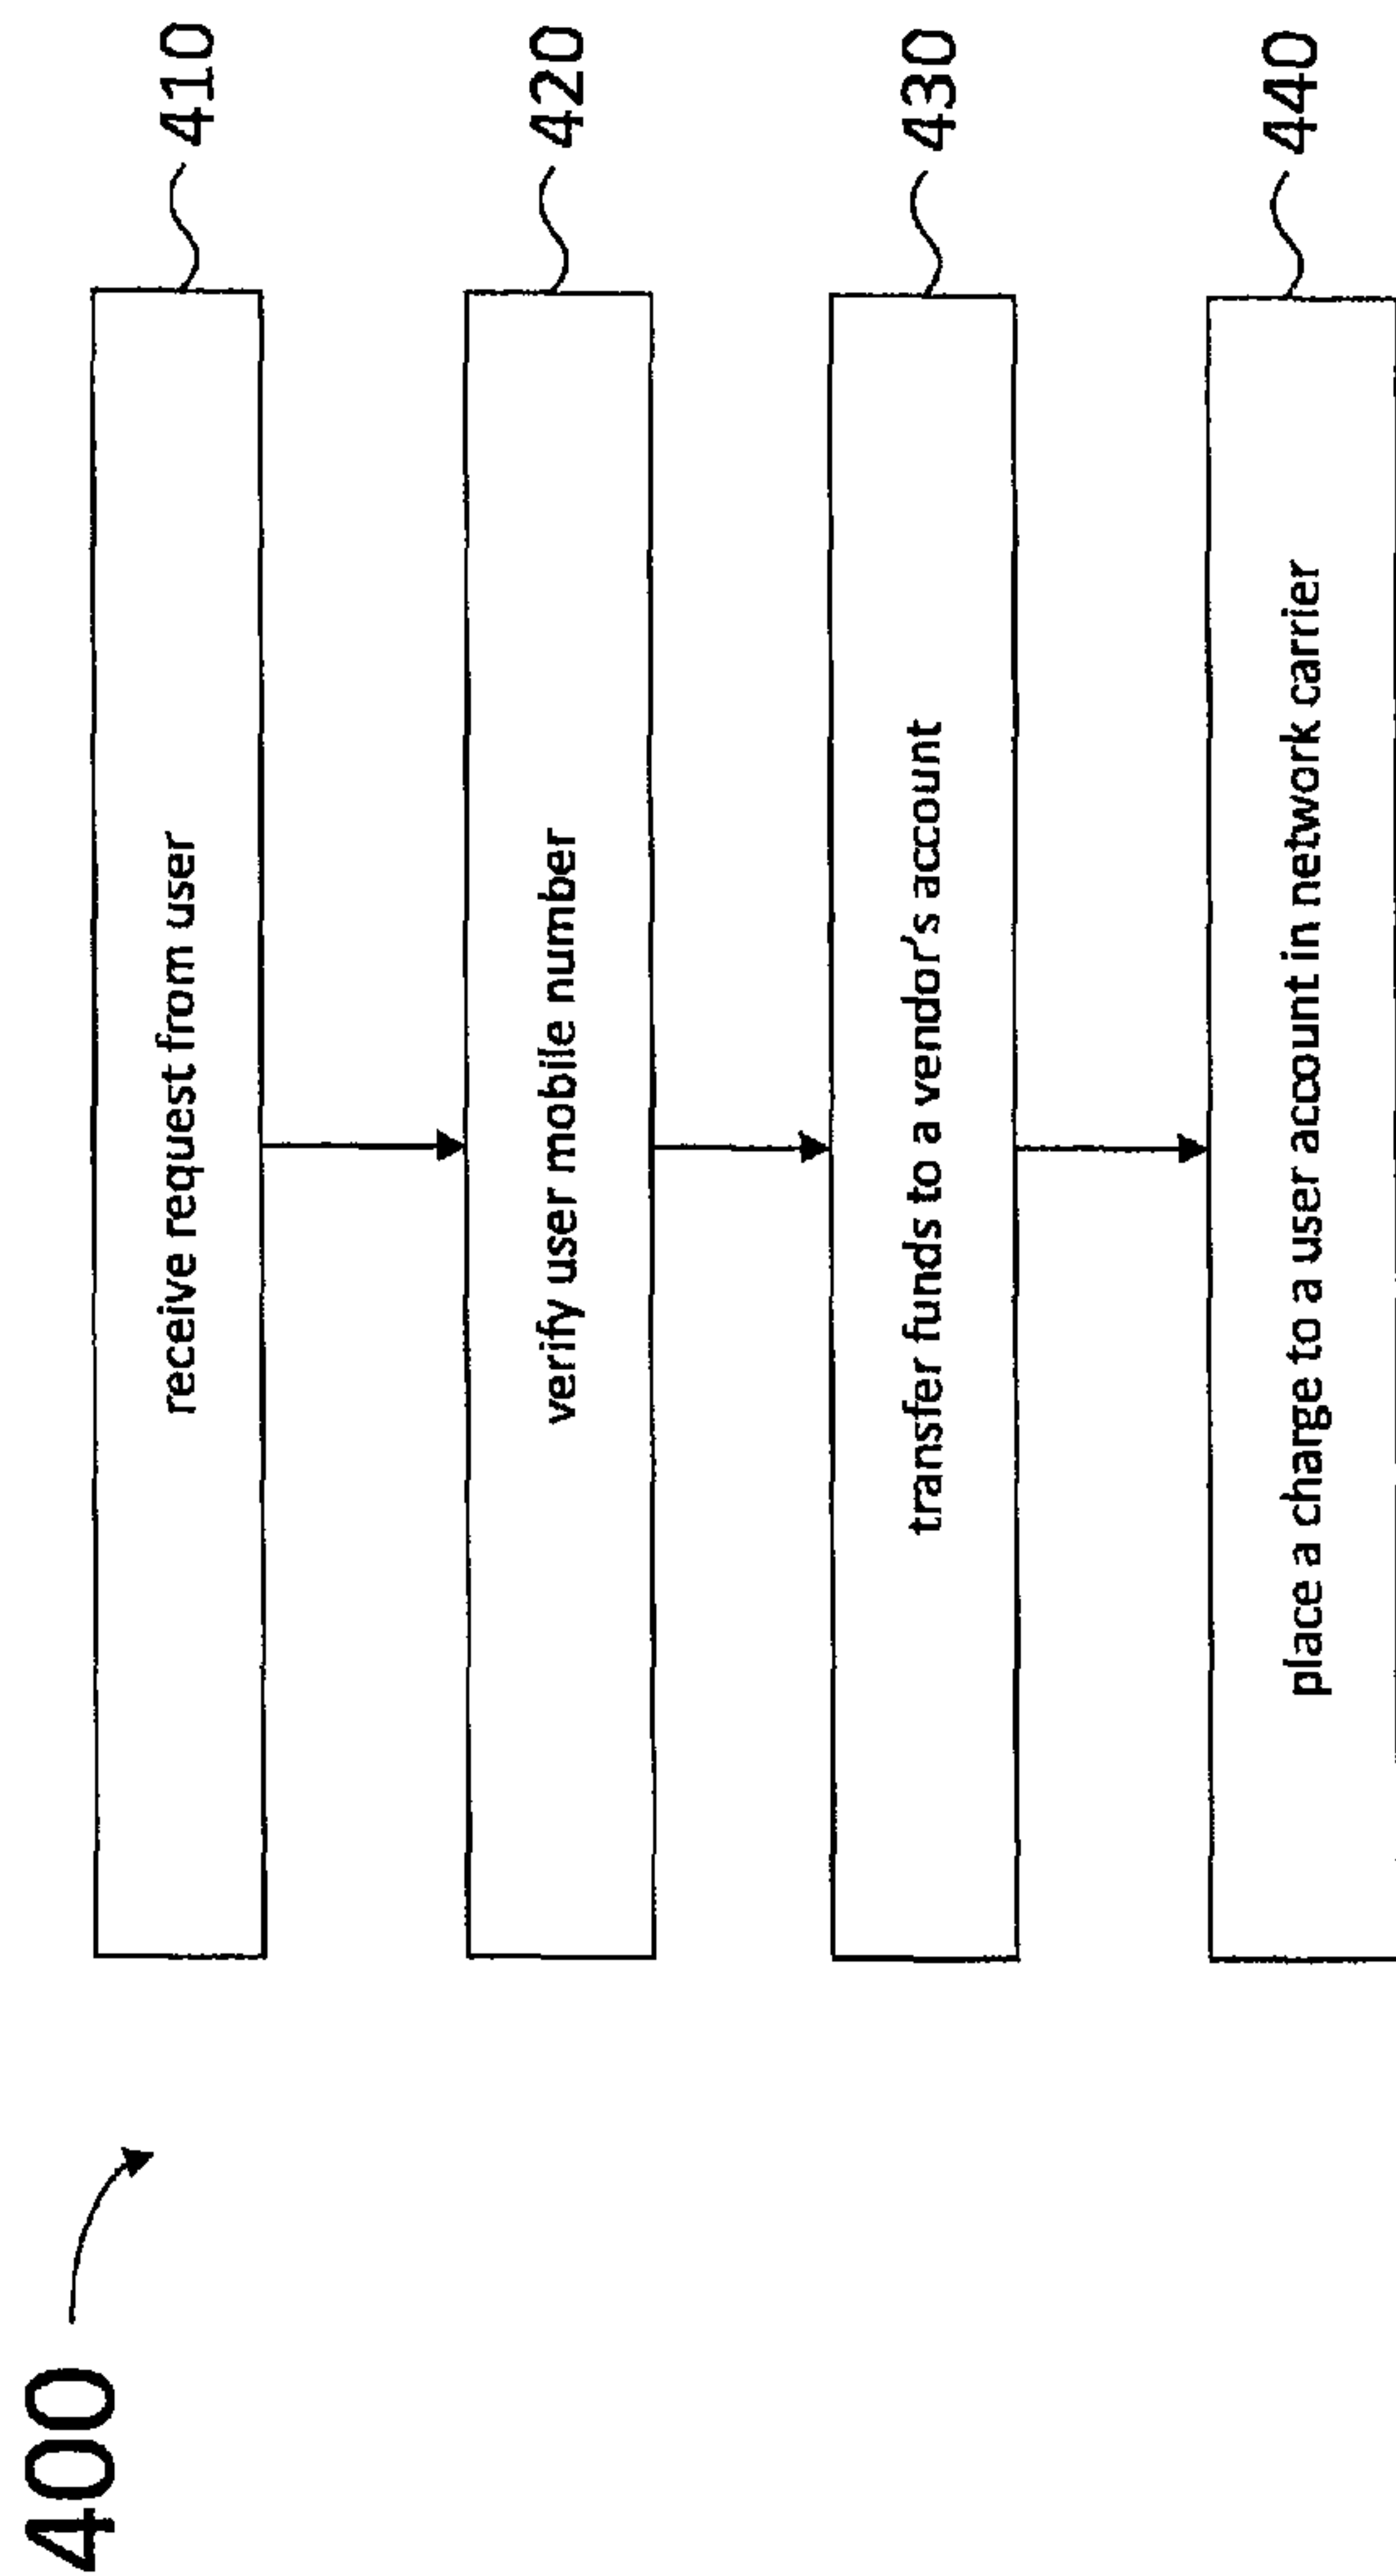 400
receive request from user
410
verify user mobile number
420
transfer funds to a vendor's account
430
place a charge to a user account in network carrier
440